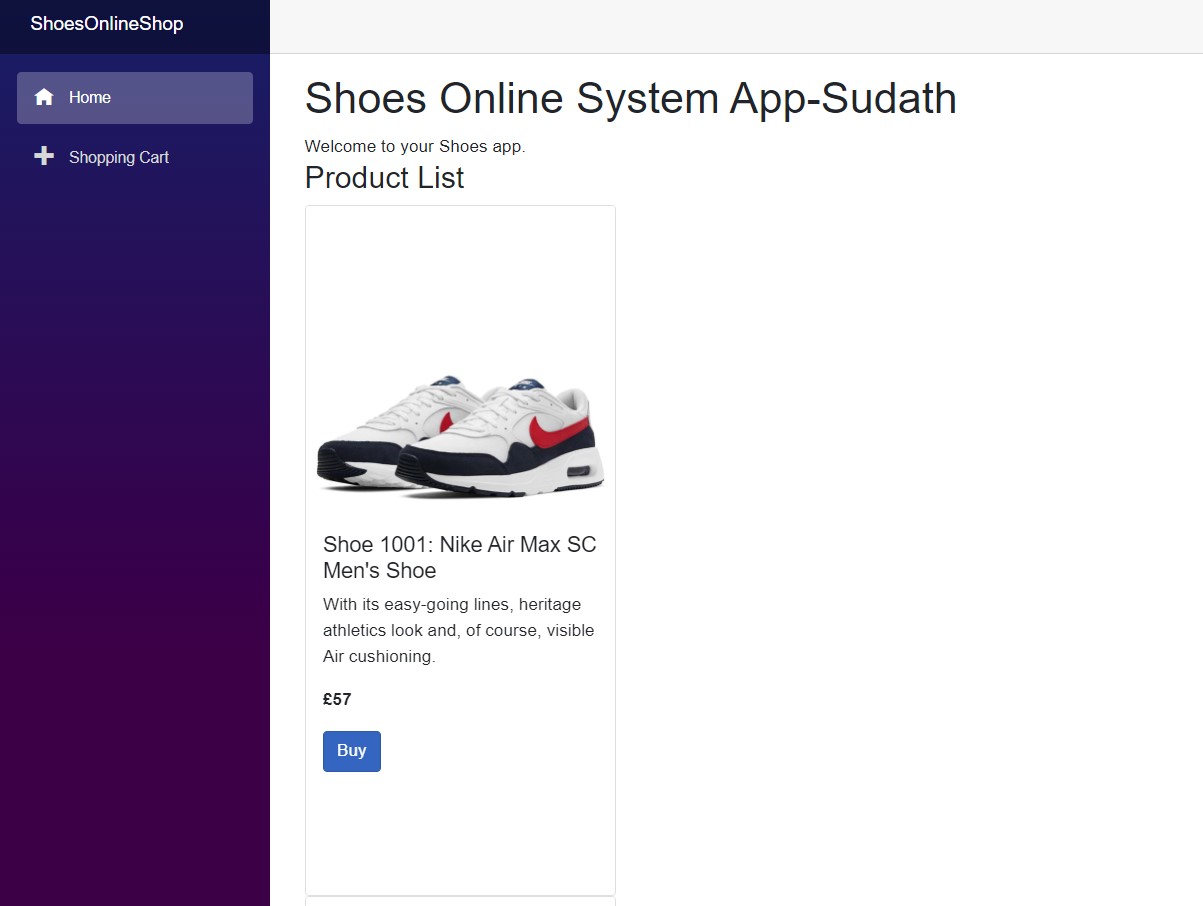 ShoesOnlineShop
Home
Shopping Cart
Shoes Online System App-Sudath
Welcome to your Shoes app.
Product List
Shoe 1001: Nike Air Max SC
Men's Shoe
With its easy-going lines, heritage
athletics look and, of course, visible
Air cushioning.
£57
Buy